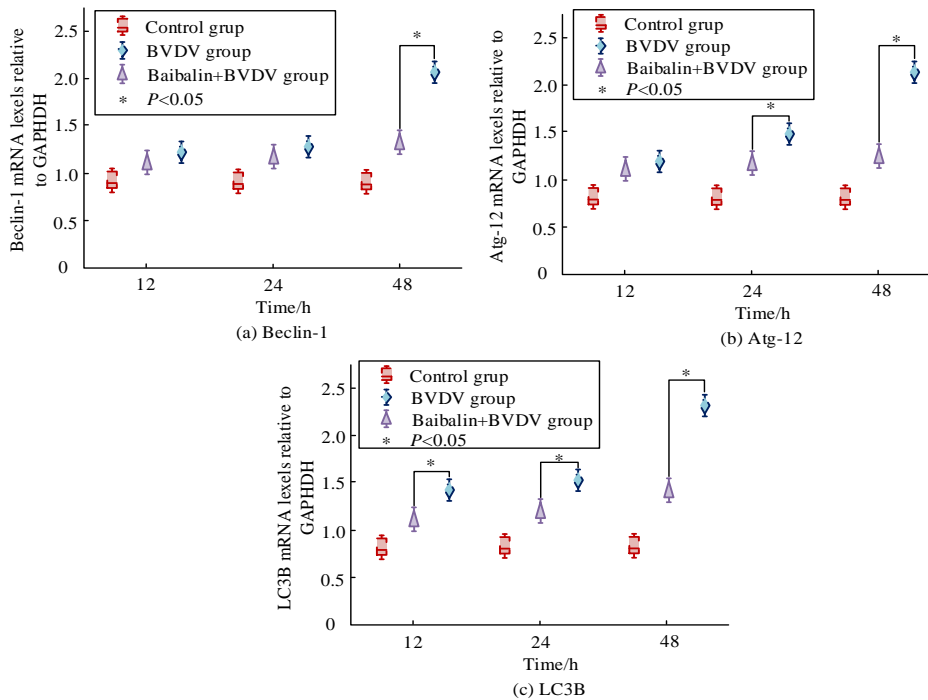 Beclin-1 mRNA lexels relative
to GAPHDH
2.5
2.0
1.5
1.0
0.5
0
Control grup
BVDV group
Baibalin+BVDV group
* P<0.05
*
12
24
48
Time/h
(a) Beclin-1
Atg-12 mRNA levels relative to
GAPHDH
2.5
2.0
1.5
1.0
0.5
0
Control grup
BVDV group
Baibalin+BVDV group
* P<0.05
*
*
12
24
48
Time/h
(b) Atg-12
LC3B mRNA levels relative to
GAPHDH
2.5
2.0
1.5
1.0
0.5
0
Control grup
BVDV group
Baibalin+BVDV group
* P<0.05
*
*
*
12
24
48
Time/h
(c) LC3B